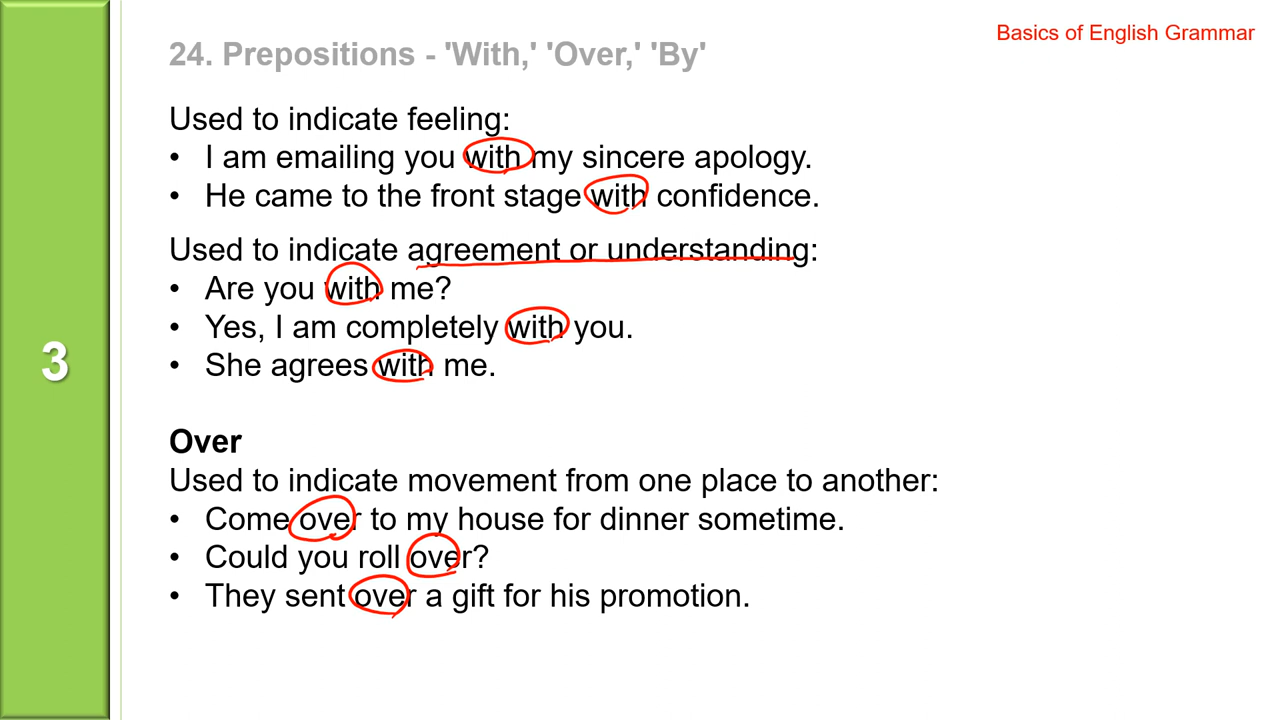 Basics of English Grammar
24. Prepositions - 'With,' 'Over,' 'By'
Used to indicate feeling:
• I am emailing you with my sincere apology.
• He came to the front stage with confidence.
Used to indicate agreement or understanding:
• Are you with me?
• Yes, I am completely with you.
• She agrees with me.
3
Over
Used to indicate movement from one place to another:
• Come over to my house for dinner sometime.
• Could you roll over?
• They sent over a gift for his promotion.